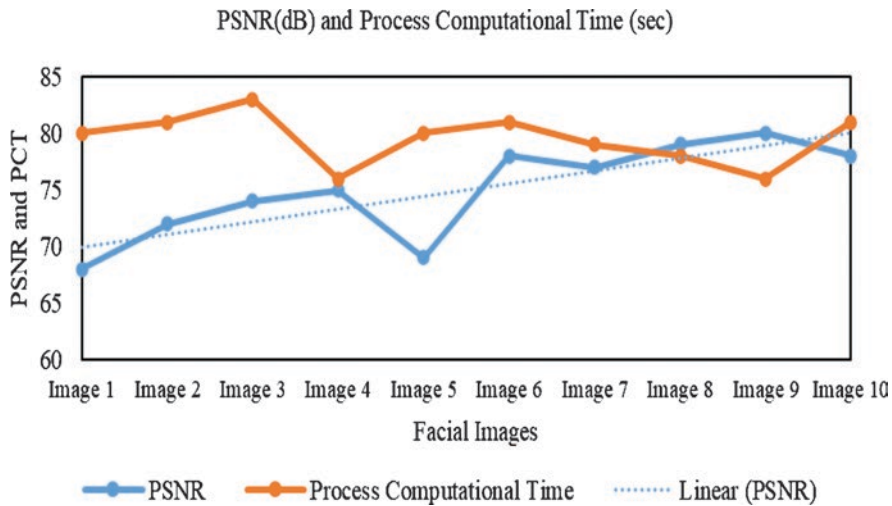 PSNR(dB) and Process Computational Time (sec)
85
80
75
70
65
60
PSNR and PCT
Image 1 Image 2 Image 3 Image 4 Image 5 Image 6 Image 7 Image 8 Image 9 Image 10
Facial Images
PSNR Process Computational Time Linear (PSNR)